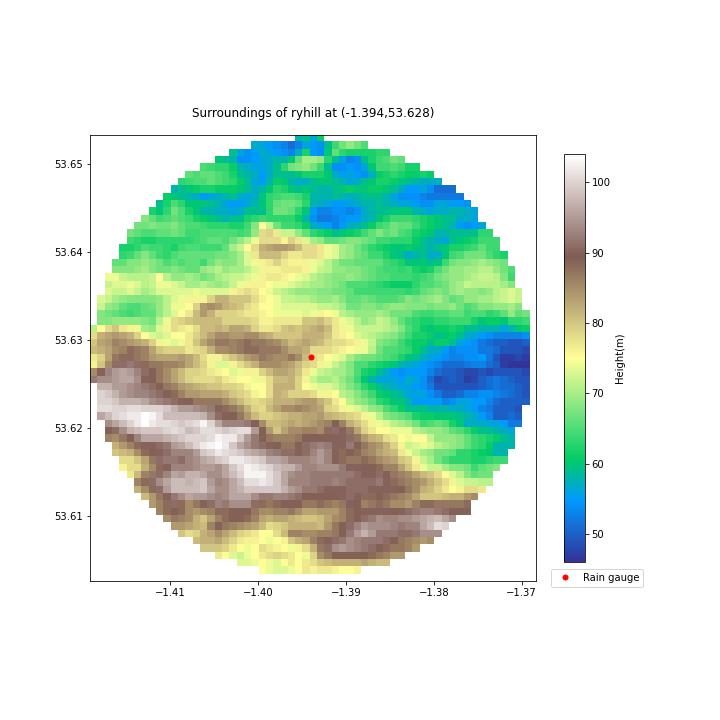 Surroundings of ryhill at (-1.394,53.628)
53.65
53.64
53.63
53.62
53.61
−1.41 −1.40 −1.39 −1.38 −1.37
100
90
80
70
60
50
Height(m)
Rain gauge